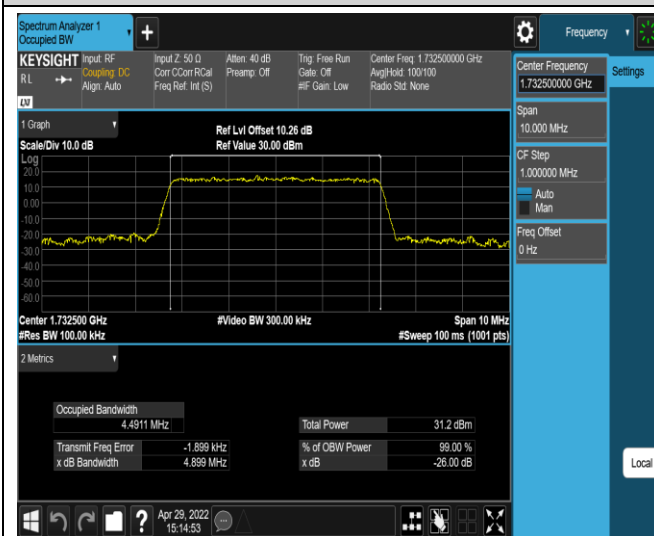 Spectrum Analyzer 1
Occupied BW
Frequency
KEYSIGHT
RL
Input: RF
Coupling: DC
Align: Auto
Input Z: 50 Ω
Corr CCorr RCal
Freq Ref: Int (S)
Atten: 40 dB
Preamp: Off
Trig: Free Run
Gate: Off
#IF Gain: Low
Center Freq: 1.732500000 GHz
Avg|Hold: 100/100
Radio Std: None
Center Frequency
1.732500000 GHz
Settings
Span
10.000 MHz
CF Step
1.000000 MHz
Auto
Man
Freq Offset
0 Hz
Local
1 Graph
Scale/Div 10.0 dB
Ref Lvl Offset 10.26 dB
Ref Value 30.00 dBm
Log
20.0
10.0
0.00
-10.0
-20.0
-30.0
-40.0
-50.0
-60.0
Center 1.732500 GHz
#Video BW 300.00 kHz
Span 10 MHz
#Res BW 100.00 kHz
#Sweep 100 ms (1001 pts)
2 Metrics
Occupied Bandwidth
4.4911 MHz
Total Power 31.2 dBm
Transmit Freq Error -1.899 kHz
% of OBW Power 99.00 %
x dB Bandwidth 4.899 MHz
x dB -26.00 dB
?
Apr 29, 2022
15:14:53